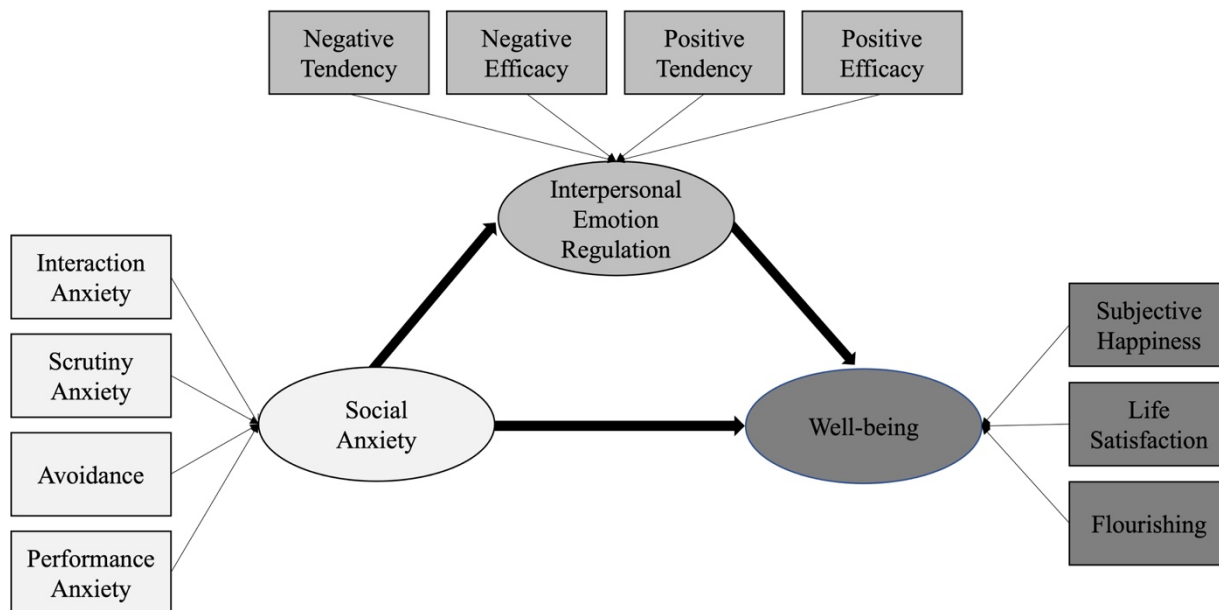 Negative
Tendency
Negative
Efficacy
Positive
Tendency
Positive
Efficacy
Interpersonal
Emotion
Regulation
Interaction
Anxiety
Scrutiny
Anxiety
Avoidance
Performance
Anxiety
Social
Anxiety
Well-being
Subjective
Happiness
Life
Satisfaction
Flourishing